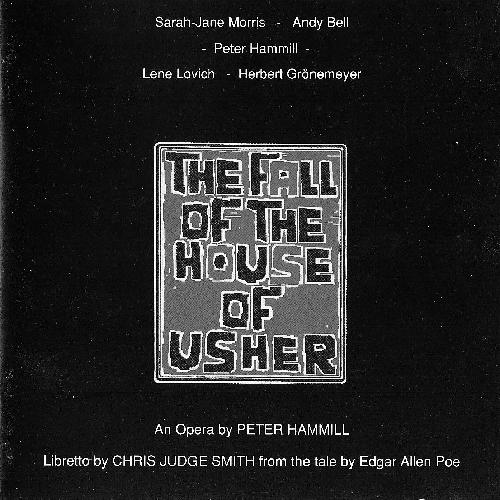 Sarah-Jane Morris - Andy Bell
- Peter Hammill -
Lene Lovich - Herbert Grönemeyer
THE FALL
OF THE
HOUSE
OF
USHER
An Opera by PETER HAMMILL
Libretto by CHRIS JUDGE SMITH from the tale by Edgar Allen Poe